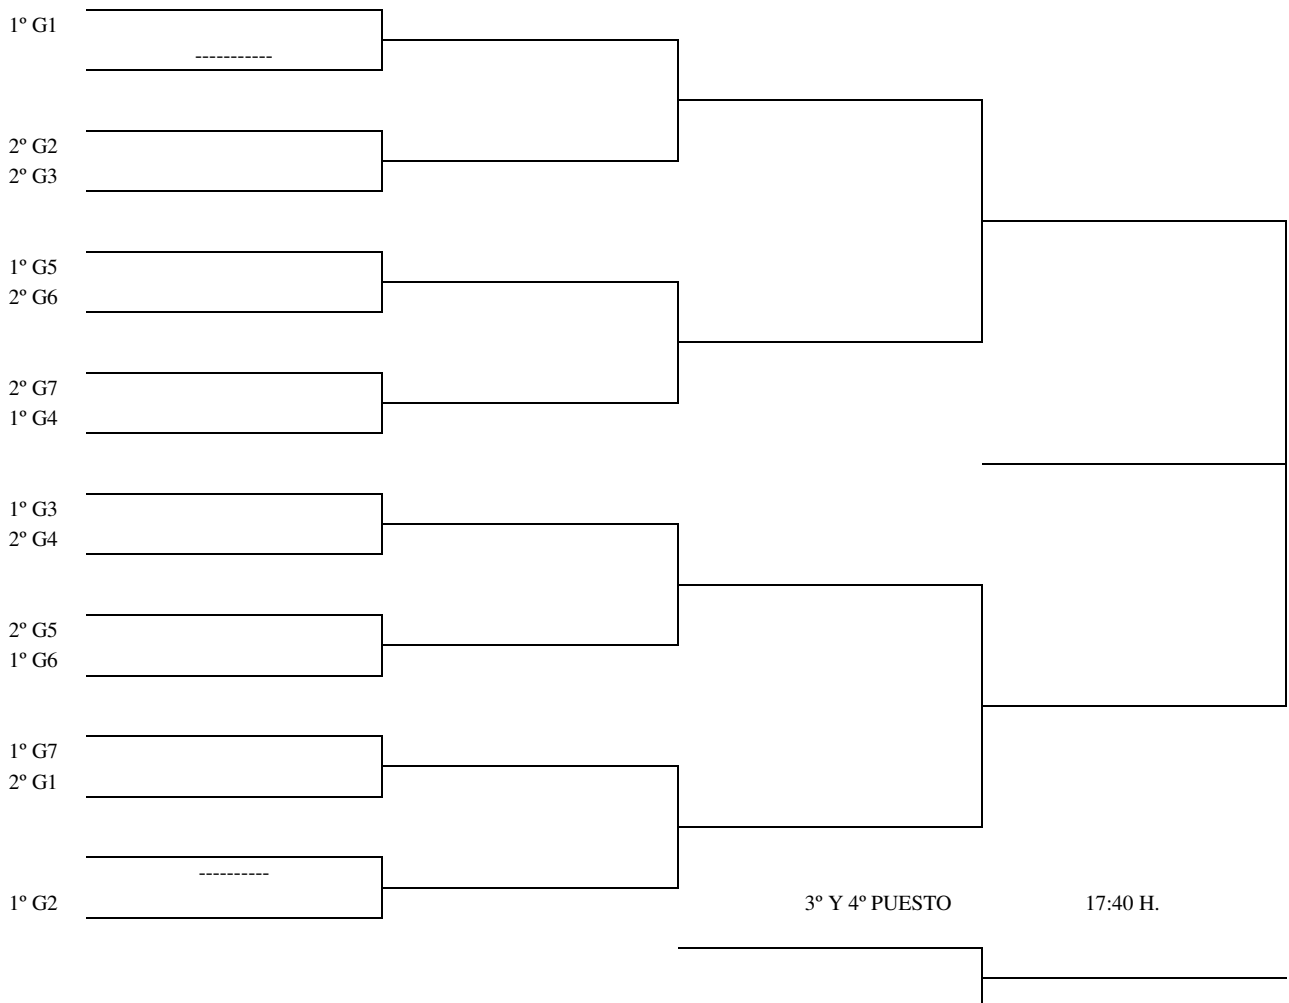 1º G1
-----------
2º G2
2º G3
1º G5
2º G6
2º G7
1º G4
1º G3
2º G4
2º G5
1º G6
1º G7
2º G1
----------
1º G2 3º Y 4º PUESTO 17:40 H.